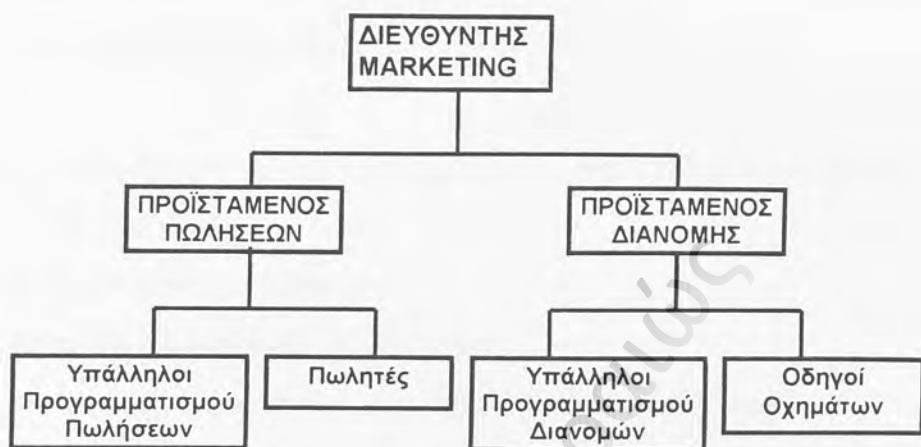 ΔΙΕΥΘΥΝΤΗΣ
MARKETING
ΠΡΟΪΣΤΑΜΕΝΟΣ
ΠΩΛΗΣΕΩΝ
ΠΡΟΪΣΤΑΜΕΝΟΣ
ΔΙΑΝΟΜΗΣ
Υπάλληλοι
Προγραμματισμού
Πωλήσεων
Πωλητές
Υπάλληλοι
Προγραμματισμού
Διανομών
Οδηγοί
Οχημάτων